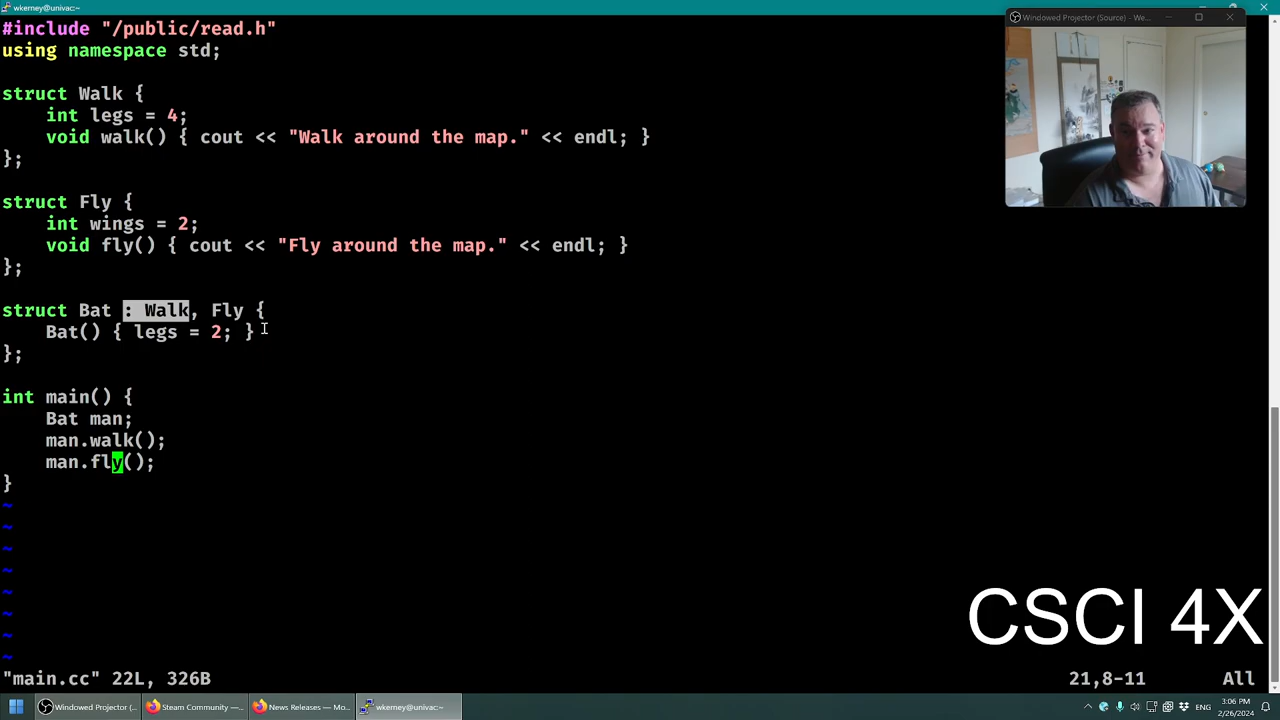 wkerney@univac:~
#include "/public/read.h"
using namespace std;
struct Walk {
    int legs = 4;
    void walk() { cout << "Walk around the map." << endl; }
};
struct Fly {
    int wings = 2;
    void fly() { cout << "Fly around the map." << endl; }
};
struct Bat : Walk, Fly {
    Bat() { legs = 2; }
};
int main() {
    Bat man;
    man.walk();
    man.fly();
}
~
~
~
~
~
~
~
~
"main.cc" 22L, 326B 21,8-11 All
Windowed Projector (Source) - We...
CSCI 4X
Windowed Projector (...
Steam Community —...
News Releases — Mo...
wkerney@univac:~
ENG
3:06 PM
2/26/2024